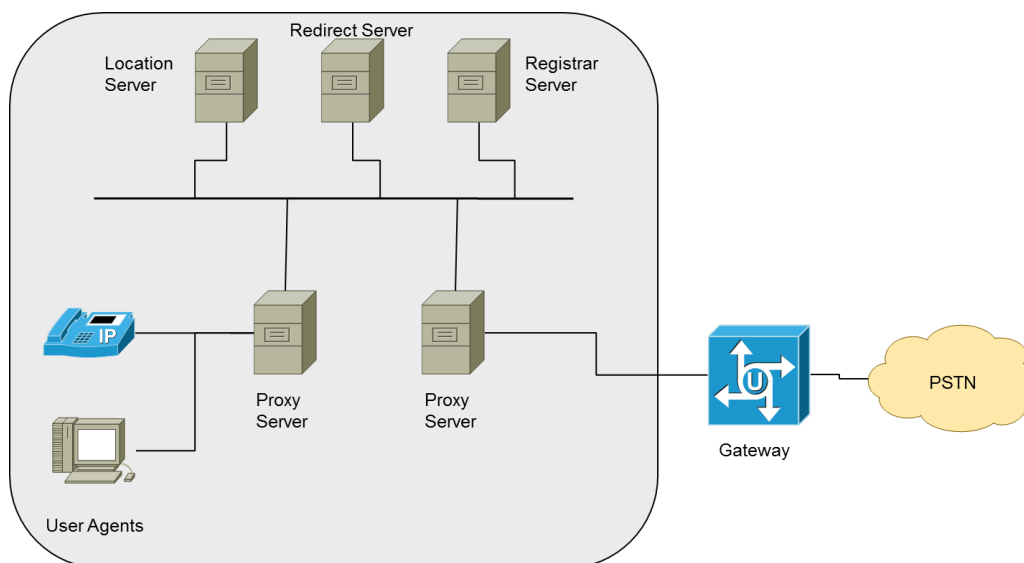 Redirect Server
Location
Server
Registrar
Server
IP
Proxy
Server
Proxy
Server
U
Gateway
PSTN
User Agents